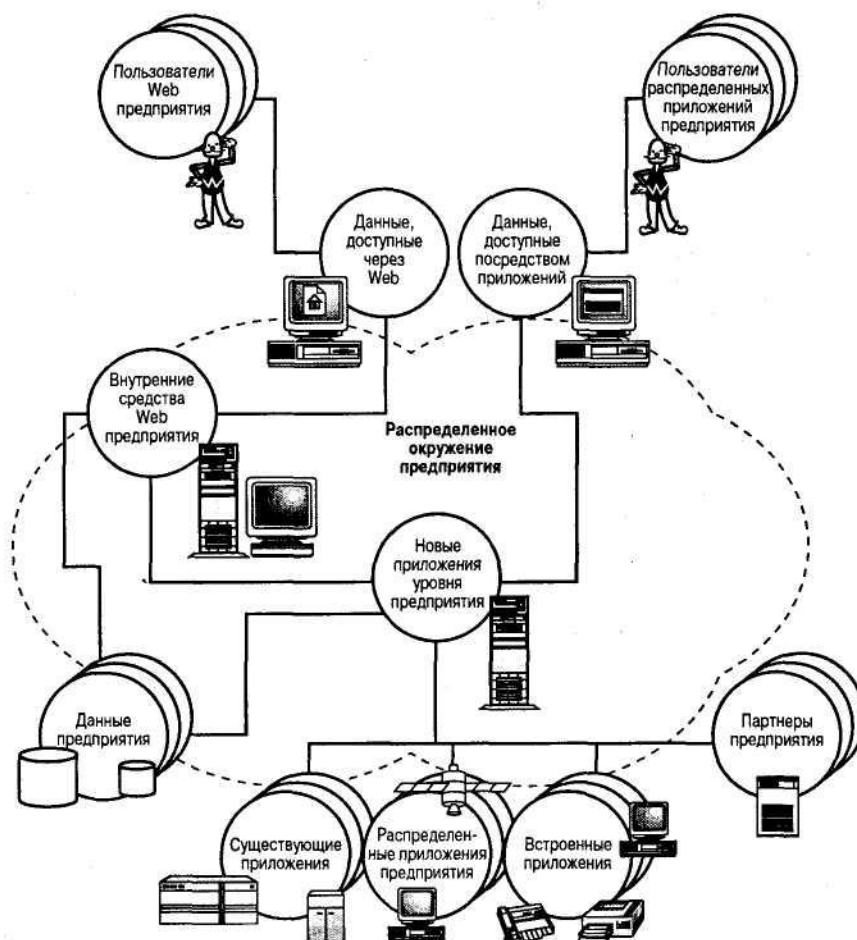 Пользователи
Web
предприятия
Пользователи
распределенных
приложений
предприятия
Данные,
доступные
через
Web
Данные,
доступные
посредством
приложений
Внутренние
средства
Web
предприятия
Распределенное
окружение
предприятия
Новые
приложения
уровня
предприятия
Данные
предприятия
Партнеры
предприятия
Существующие
приложения
Распределен-
ные приложения
предприятия
Встроенные
приложения